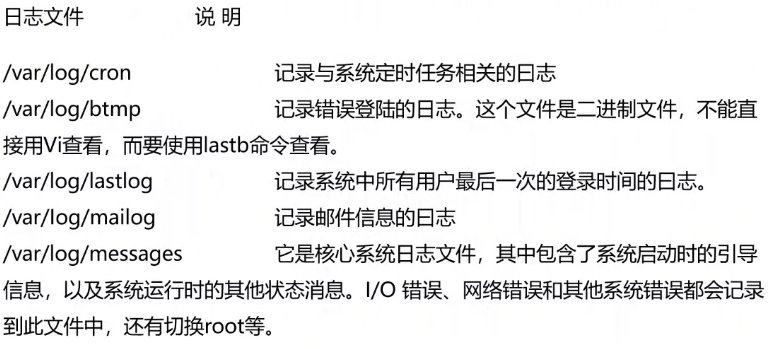 日志文件 说 明
/var/log/cron 记录与系统定时任务相关的日志
/var/log/btmp 记录错误登陆的日志。这个文件是二进制文件，不能直
接用Vi查看，而要使用lastb命令查看。
/var/log/lastlog 记录系统中所有用户最后一次的登录时间的日志。
/var/log/mailog 记录邮件信息的日志
/var/log/messages 它是核心系统日志文件，其中包含了系统启动时的引导
信息，以及系统运行时的其他状态消息。I/O 错误、网络错误和其他系统错误都会记录
到此文件中，还有切换root等。